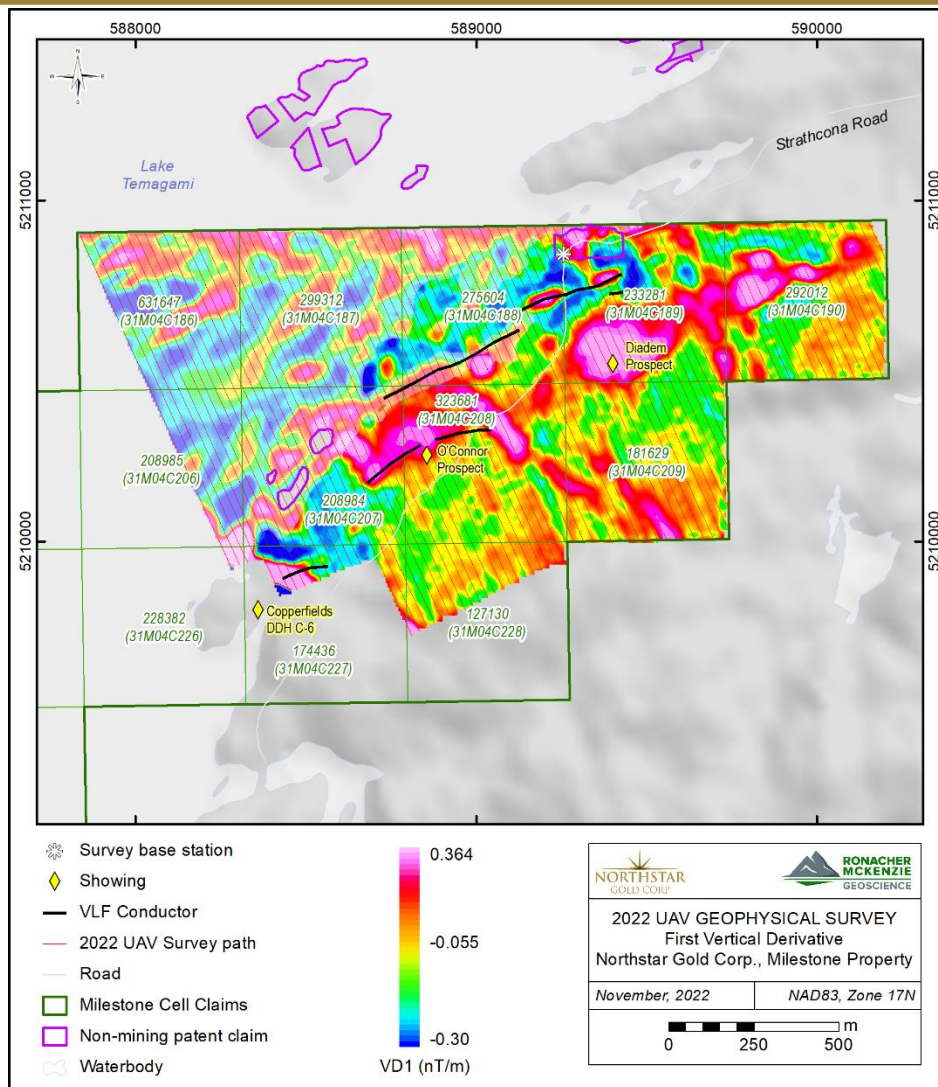 588000
589000
590000
N
W
E
S
Strathcona Road
Lake
Temagami
5211000
5211000
631647
(31M04C186)
299312
(31M04C187)
275604
(31M04C188)
233281
(31M04C189)
292012
(31M04C190)
Diadem
Prospect
323681
(31M04C208)
O'Connor
Prospect
181629
(31M04C209)
208985
(31M04C206)
208984
(31M04C207)
5210000
5210000
228382
(31M04C226)
Copperfields
DDH C-6
127130
(31M04C228)
174436
(31M04C227)
Survey base station
Showing
VLF Conductor
2022 UAV Survey path
Road
Milestone Cell Claims
Non-mining patent claim
Waterbody
0.364
-0.055
-0.30
VD1 (nT/m)
NORTHSTAR
GOLD CORP
RONACHER
MCKENZIE
GEOSCIENCE
2022 UAV GEOPHYSICAL SURVEY
First Vertical Derivative
Northstar Gold Corp., Milestone Property
November, 2022
NAD83, Zone 17N
m
0 250 500